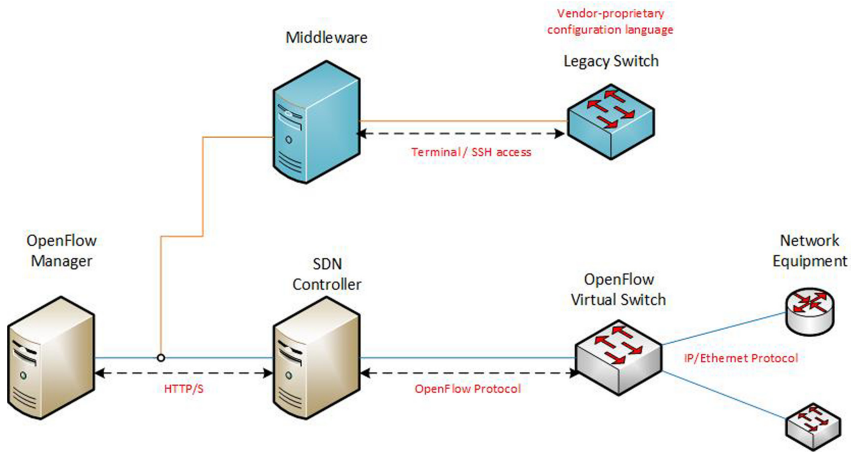 Vendor-proprietary
configuration language
Middleware
Legacy Switch
Terminal / SSH access
OpenFlow
Manager
SDN
Controller
OpenFlow
Virtual Switch
Network
Equipment
HTTP/S
OpenFlow Protocol
IP/Ethernet Protocol